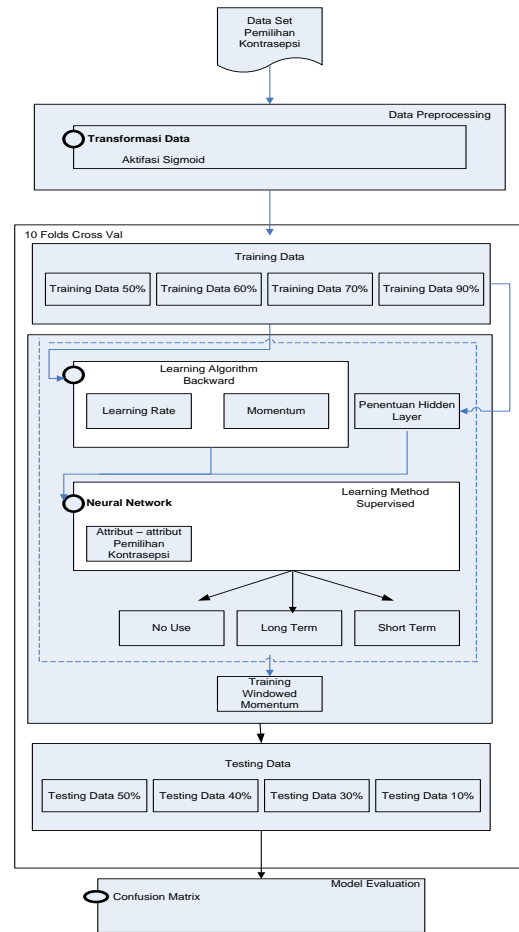 Data Set
Pemilihan
Kontrasepsi
Data Preprocessing
Transformasi Data
Aktifasi Sigmoid
10 Folds Cross Val
Training Data
Training Data 50%
Training Data 60%
Training Data 70%
Training Data 90%
Learning Algorithm
Backward
Learning Rate
Momentum
Penentuan Hidden
Layer
Neural Network
Learning Method
Supervised
Attribut – attribut
Pemilihan
Kontrasepsi
No Use
Long Term
Short Term
Training
Windowed
Momentum
Testing Data
Testing Data 50%
Testing Data 40%
Testing Data 30%
Testing Data 10%
Model Evaluation
Confusion Matrix